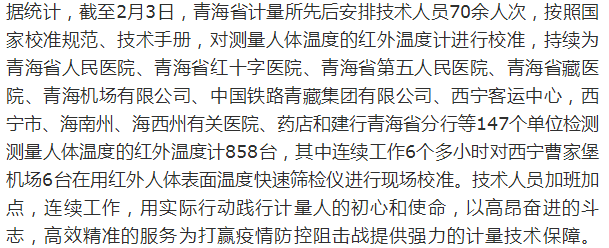 据统计，截至2月3日，青海省计量所先后安排技术人员70余人次，按照国
家校准规范、技术手册，对测量人体温度的红外温度计进行校准，持续为
青海省人民医院、青海省红十字医院、青海省第五人民医院、青海省藏医
院、青海机场有限公司、中国铁路青藏集团有限公司、西宁客运中心，西
宁市、海南州、海西州有关医院、药店和建行青海省分行等147个单位检测
测量人体温度的红外温度计858台，其中连续工作6个多小时对西宁曹家堡
机场6台在用红外人体表面温度快速筛检仪进行现场校准。技术人员加班加
点，连续工作，用实际行动践行计量人的初心和使命，以高昂奋进的斗
志，高效精准的服务为打赢疫情防控阻击战提供强力的计量技术保障。